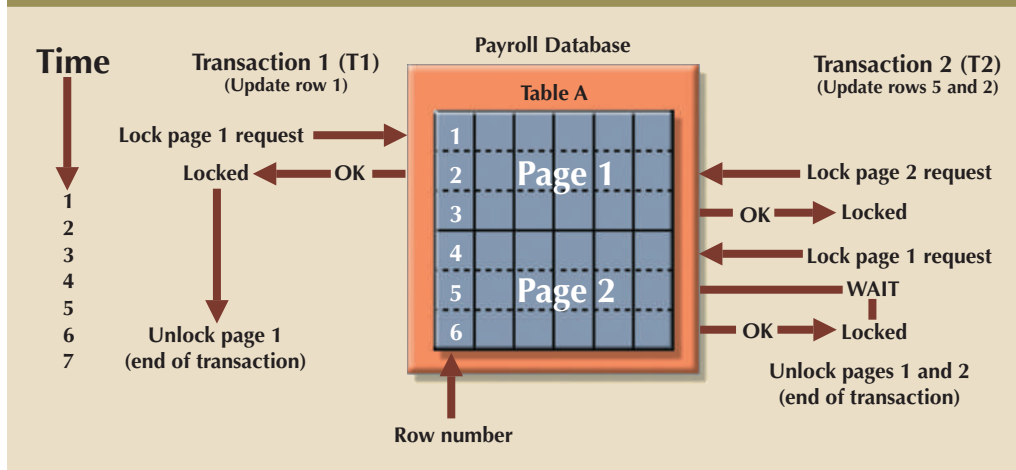 Payroll Database
Time
Transaction 1 (T1)
(Update row 1)
Transaction 2 (T2)
(Update rows 5 and 2)
Table A
Lock page 1 request
Locked
OK
Lock page 2 request
OK
Locked
Lock page 1 request
WAIT
OK
Locked
1
2
3
4
5
6
7
Unlock page 1
(end of transaction)
1
2
3
4
5
6
Page 1
Page 2
Unlock pages 1 and 2
(end of transaction)
Row number